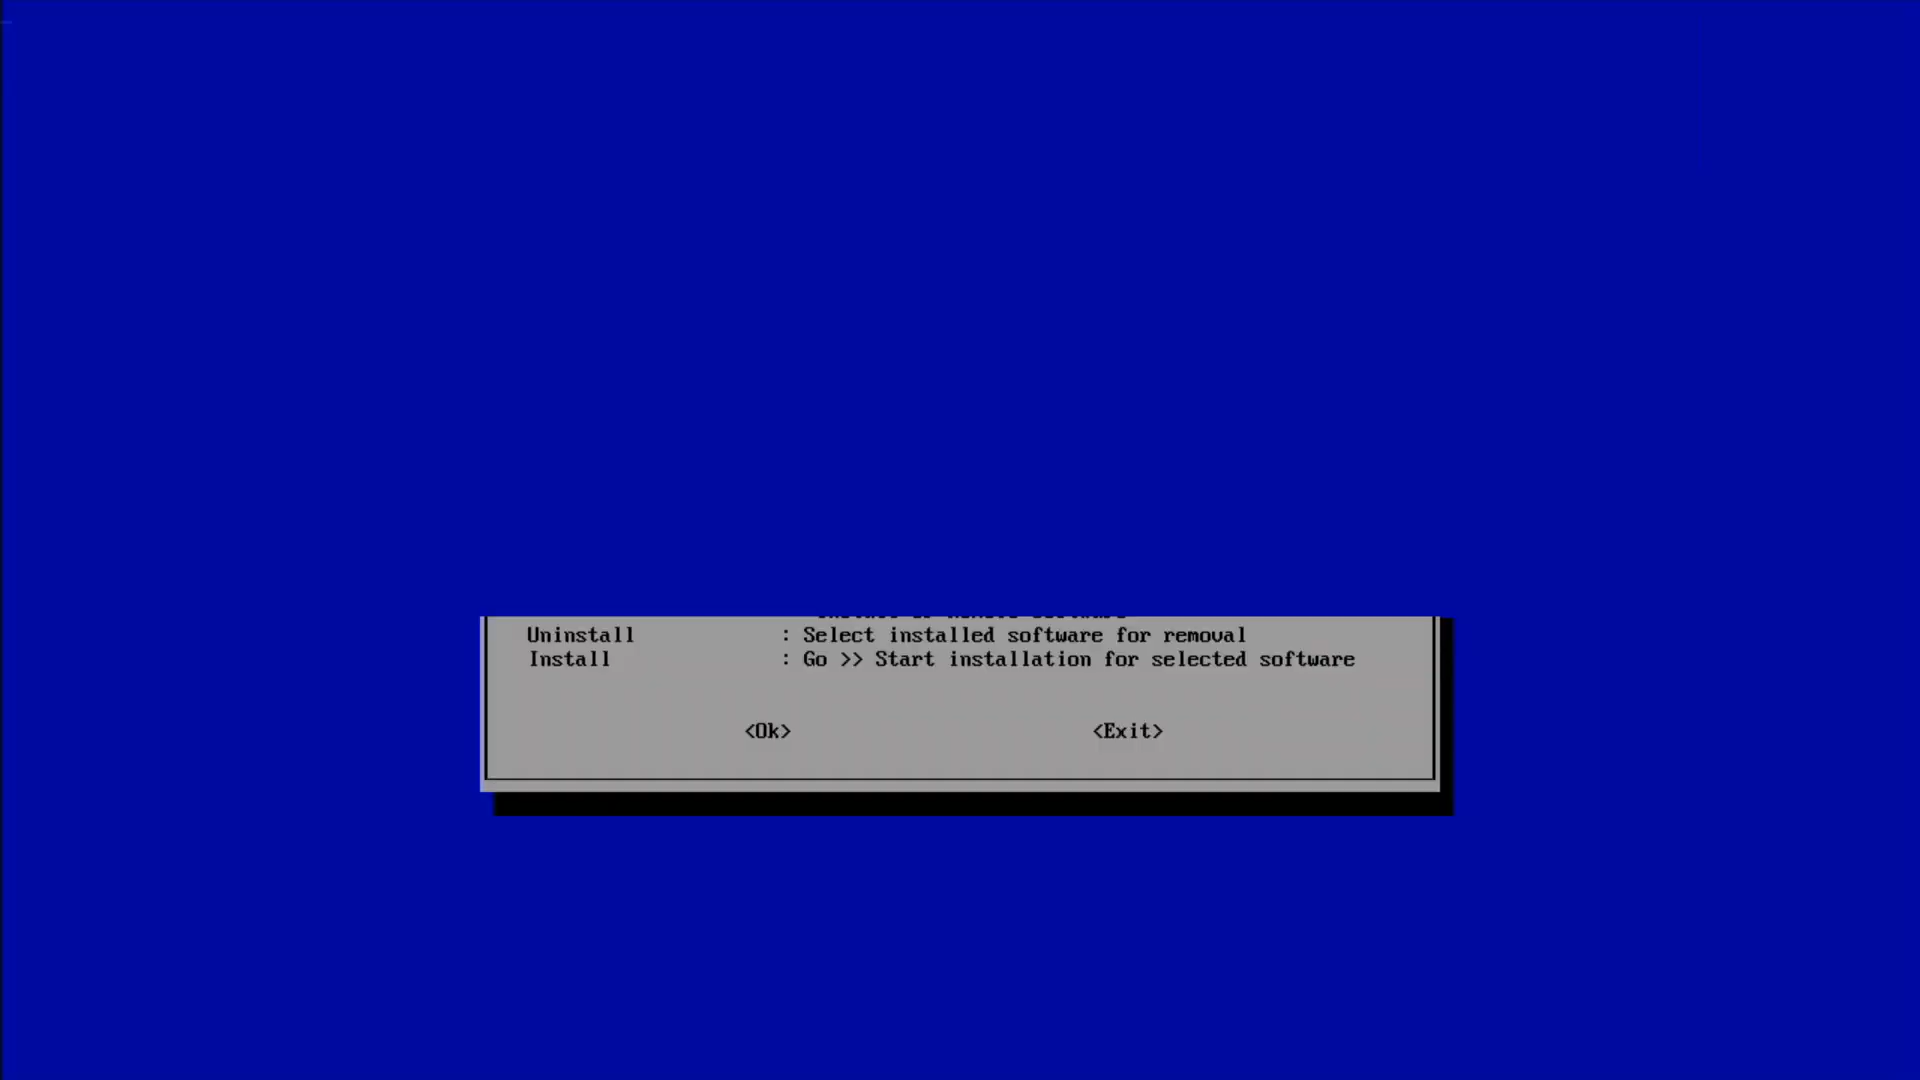 Uninstall : Select installed software for removal
Install : Go >> Start installation for selected software
<Ok> <Exit>